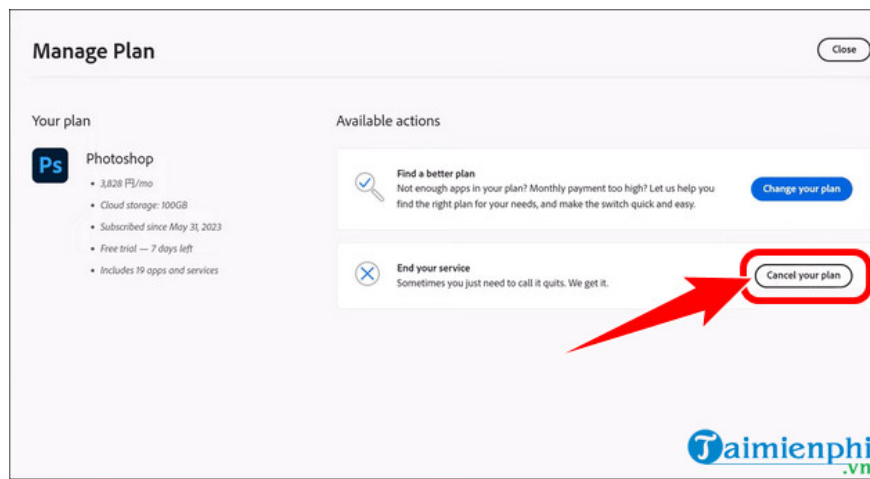 Manage Plan
Close
Your plan
Available actions
Ps
Photoshop
• 3,828 円/mo
• Cloud storage: 100GB
• Subscribed since May 31, 2023
• Free trial — 7 days left
• Includes 19 apps and services
Find a better plan
Not enough apps in your plan? Monthly payment too high? Let us help you
find the right plan for your needs, and make the switch quick and easy.
Change your plan
End your service
Sometimes you just need to call it quits. We get it.
Cancel your plan
Taimienphi
.vn